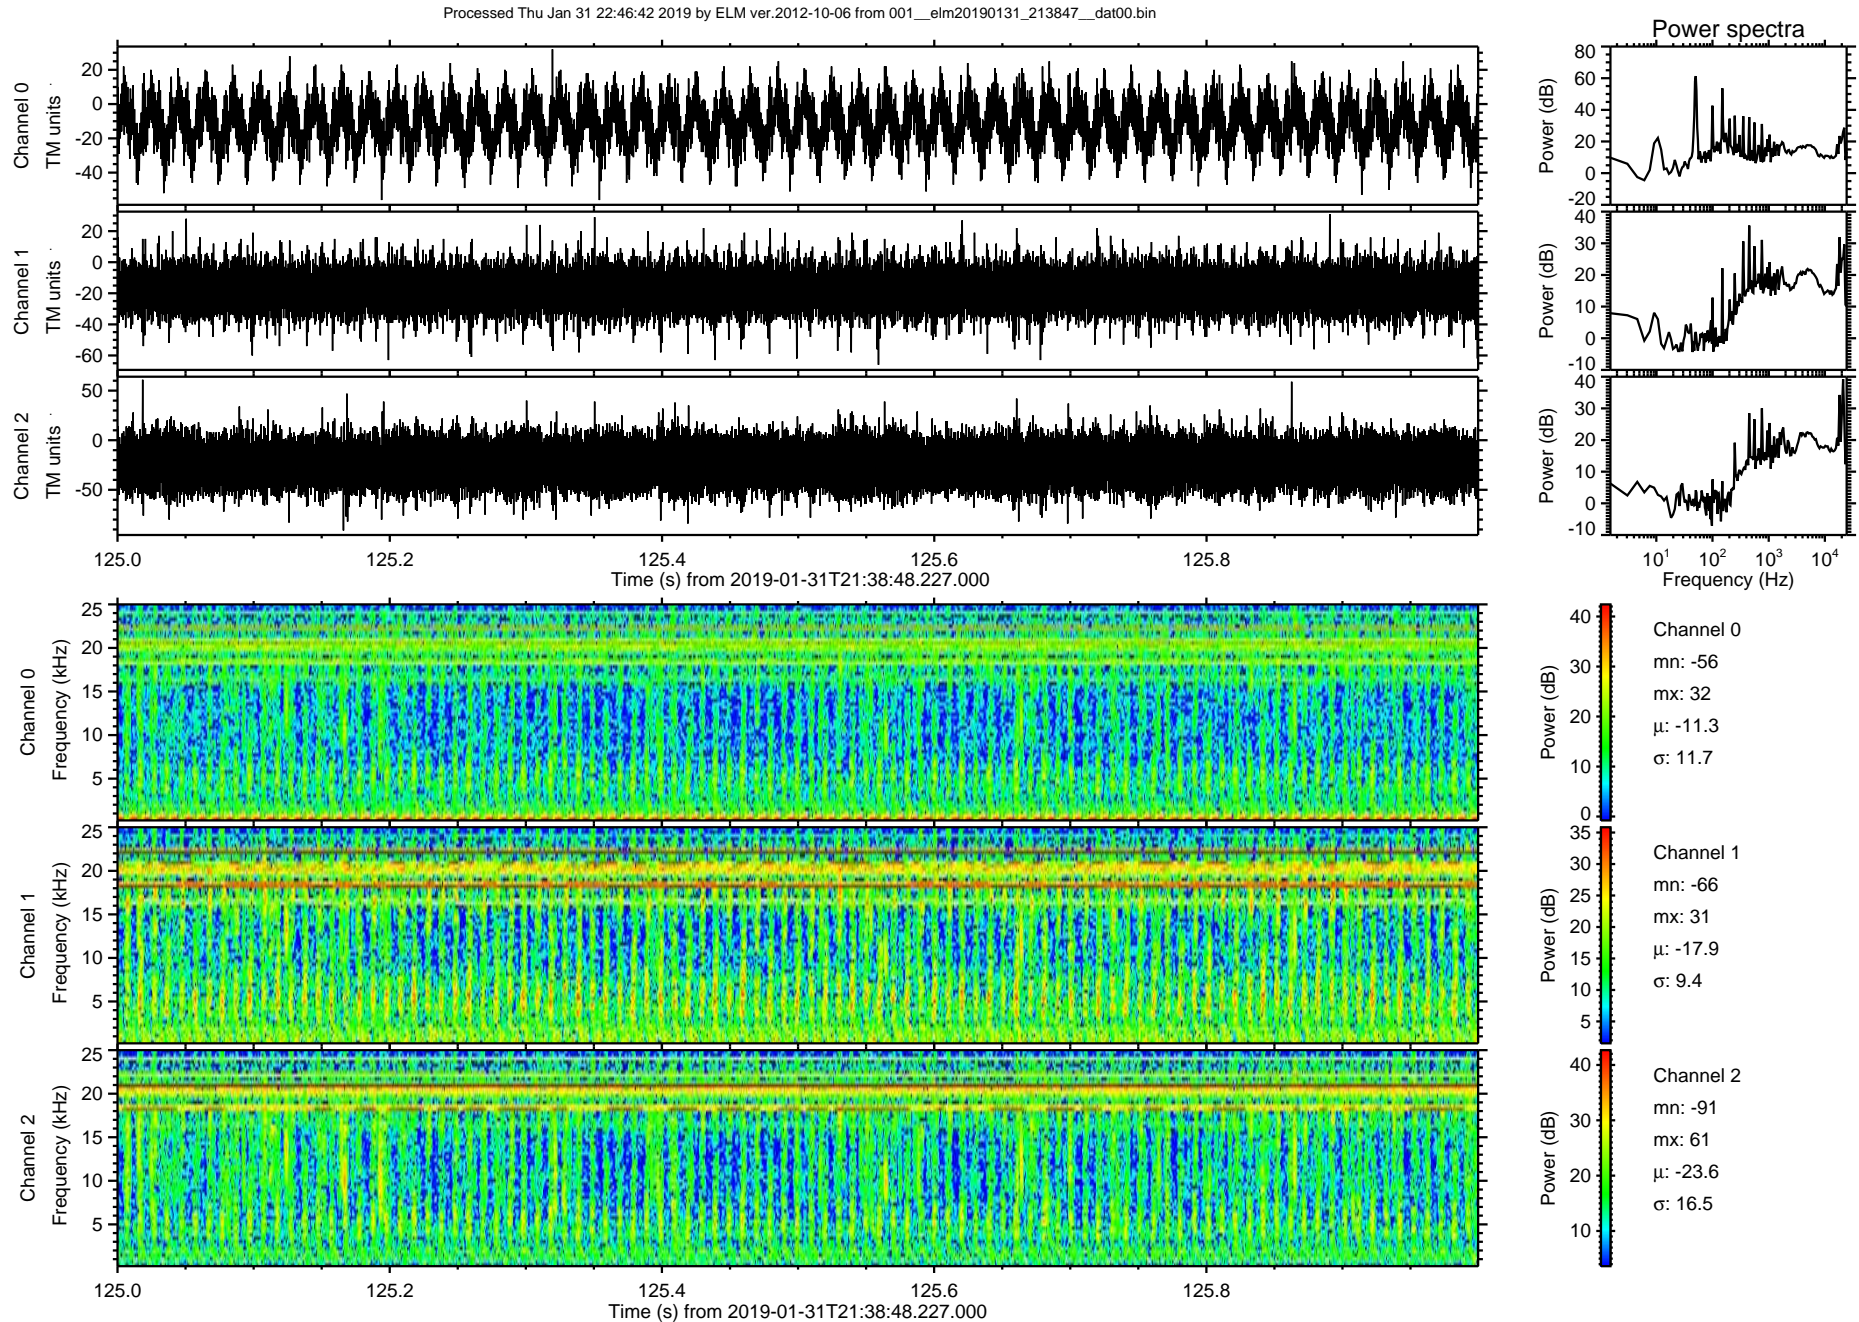 Processed Thu Jan 31 22:46:42 2019 by ELM ver.2012-10-06 from 001__elm20190131_213847__dat00.bin
Power spectra
Channel 0
TM units
20
0
-20
-40
Power (dB)
80
60
40
20
0
-20
Channel 1
TM units
20
0
-20
-40
-60
Power (dB)
40
30
20
10
0
-10
Channel 2
TM units
50
0
-50
Power (dB)
40
30
20
10
0
-10
125.0 125.2 125.4 125.6 125.8
Time (s) from 2019-01-31T21:38:48.227.000
10¹ 10² 10³ 10⁴
Frequency (Hz)
Channel 0
Frequency (kHz)
25
20
15
10
5
Power (dB)
40
30
20
10
0
Channel 0
mn: -56
mx: 32
μ: -11.3
σ: 11.7
Channel 1
Frequency (kHz)
25
20
15
10
5
Power (dB)
35
30
25
20
15
10
5
Channel 1
mn: -66
mx: 31
μ: -17.9
σ: 9.4
Channel 2
Frequency (kHz)
25
20
15
10
5
Power (dB)
40
30
20
10
Channel 2
mn: -91
mx: 61
μ: -23.6
σ: 16.5
125.0 125.2 125.4 125.6 125.8
Time (s) from 2019-01-31T21:38:48.227.000